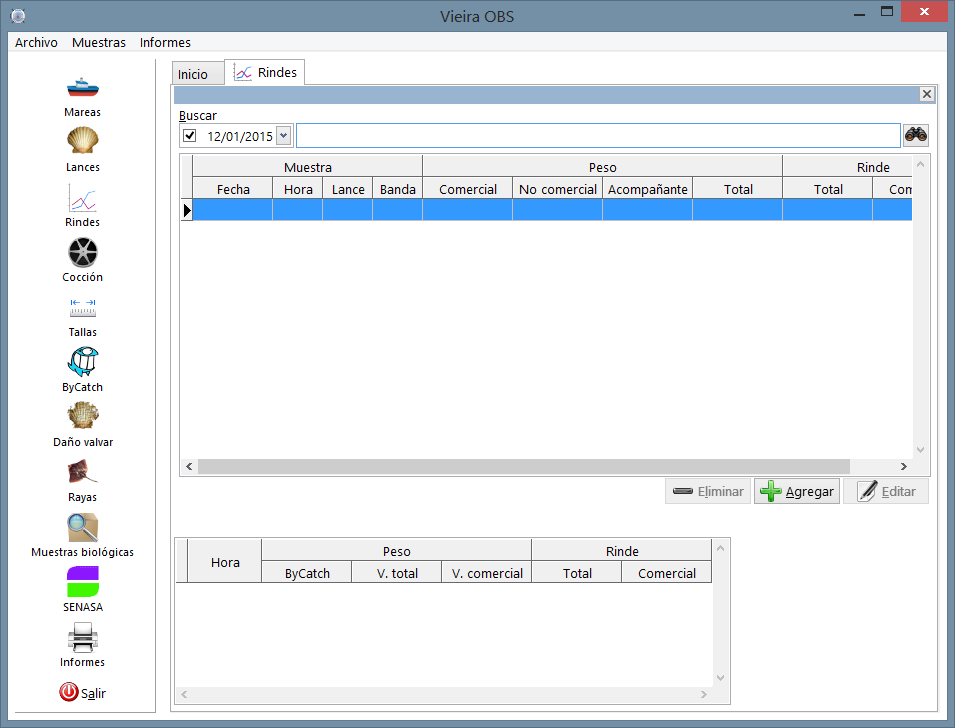 Vieira OBS
Archivo Muestras Informes
Mareas
Lances
Rindes
Cocción
Tallas
ByCatch
Daño valvar
Rayas
Muestras biológicas
SENASA
Informes
Salir
Inicio Rindes
Buscar
12/01/2015
Muestra Peso Rinde
Fecha Hora Lance Banda Comercial No comercial Acompañante Total Total Com
Eliminar Agregar Editar
Hora Peso Rinde
ByCatch V. total V. comercial Total Comercial